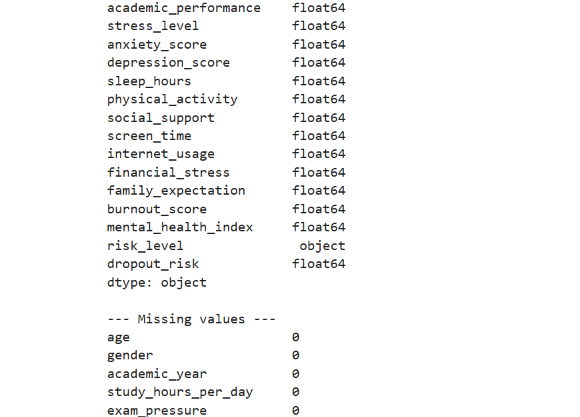 academic_performance    float64
stress_level            float64
anxiety_score           float64
depression_score        float64
sleep_hours             float64
physical_activity       float64
social_support          float64
screen_time             float64
internet_usage          float64
financial_stress        float64
family_expectation      float64
burnout_score           float64
mental_health_index     float64
risk_level               object
dropout_risk            float64
dtype: object
--- Missing values ---
age                     0
gender                  0
academic_year           0
study_hours_per_day     0
exam_pressure           0